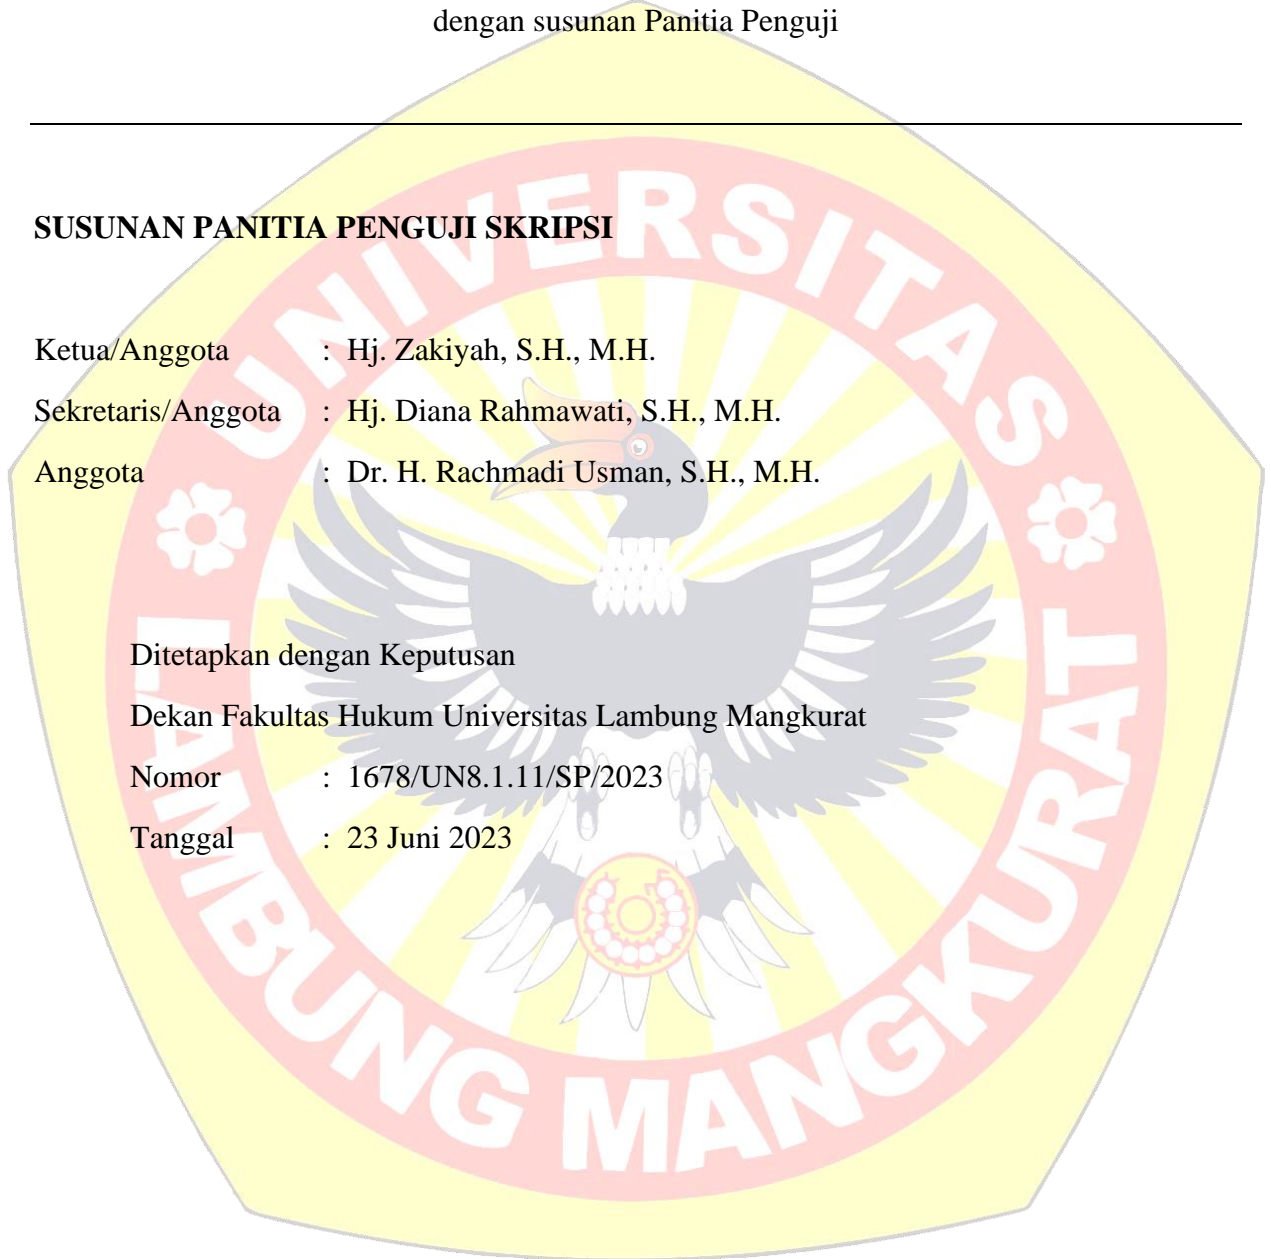 dengan susunan Panitia Penguji
SUSUNAN PANITIA PENGUJI SKRIPSI
Ketua/Anggota : Hj. Zakiyah, S.H., M.H.
Sekretaris/Anggota : Hj. Diana Rahmawati, S.H., M.H.
Anggota : Dr. H. Rachmadi Usman, S.H., M.H.
Ditetapkan dengan Keputusan
Dekan Fakultas Hukum Universitas Lambung Mangkurat
Nomor : 1678/UN8.1.11/SP/2023
Tanggal : 23 Juni 2023
UNIVERSITAS
LAMBUNG MANGKURAT